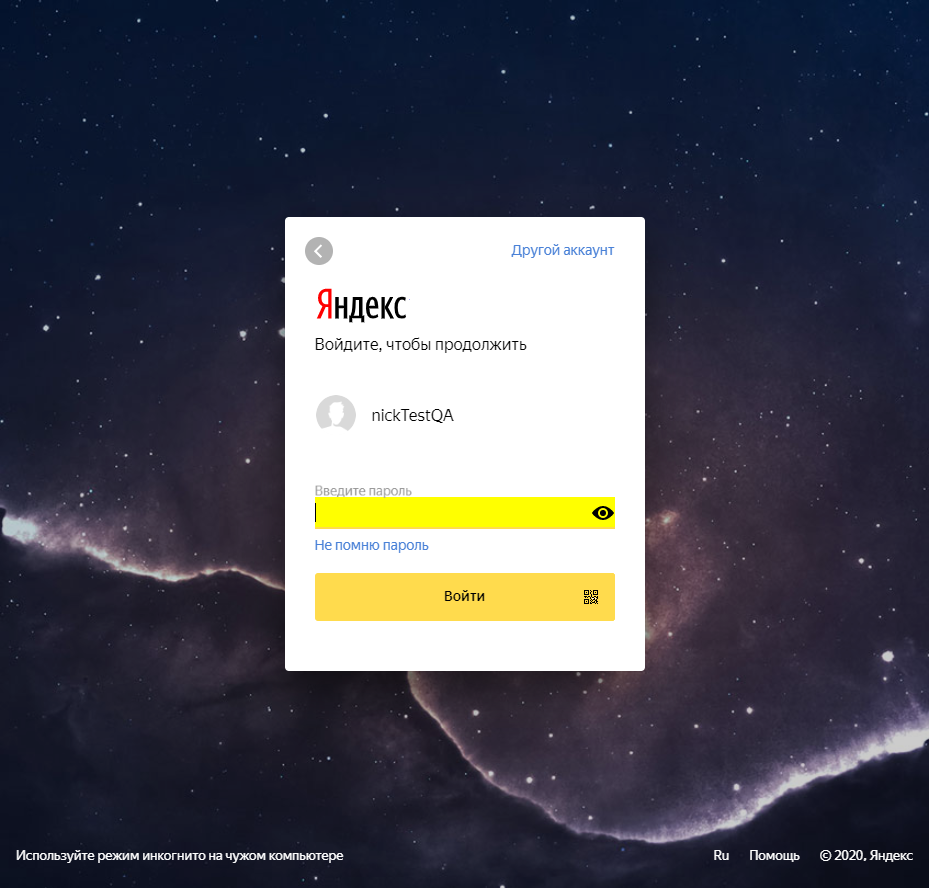 Другой аккаунт
Яндекс
Войдите, чтобы продолжить
nickTestQA
Введите пароль
Не помню пароль
Войти
Используйте режим инкогнито на чужом компьютере
Ru
Помощь
© 2020, Яндекс